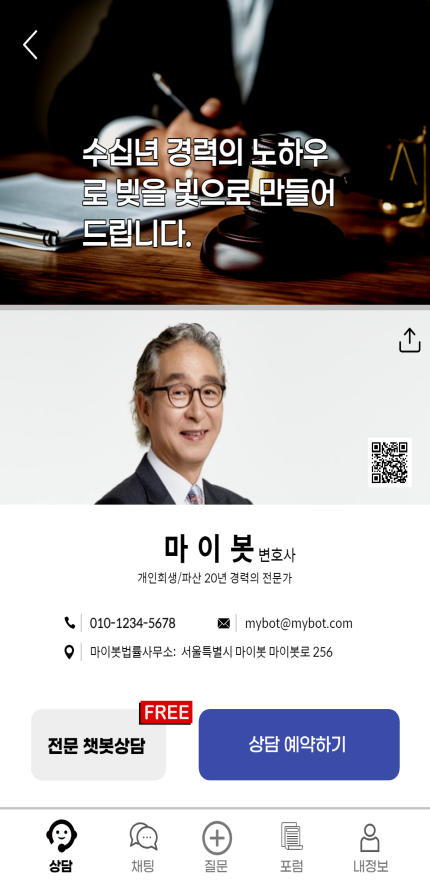 수십년 경력의 노하우
로 빚을 빛으로 만들어
드립니다.
마 이 봇 변호사
개인회생/파산 20년 경력의 전문가
010-1234-5678
mybot@mybot.com
마이봇법률사무소: 서울특별시 마이봇 마이봇로 256
FREE
전문 챗봇상담
상담 예약하기
상담
채팅
질문
포럼
내정보